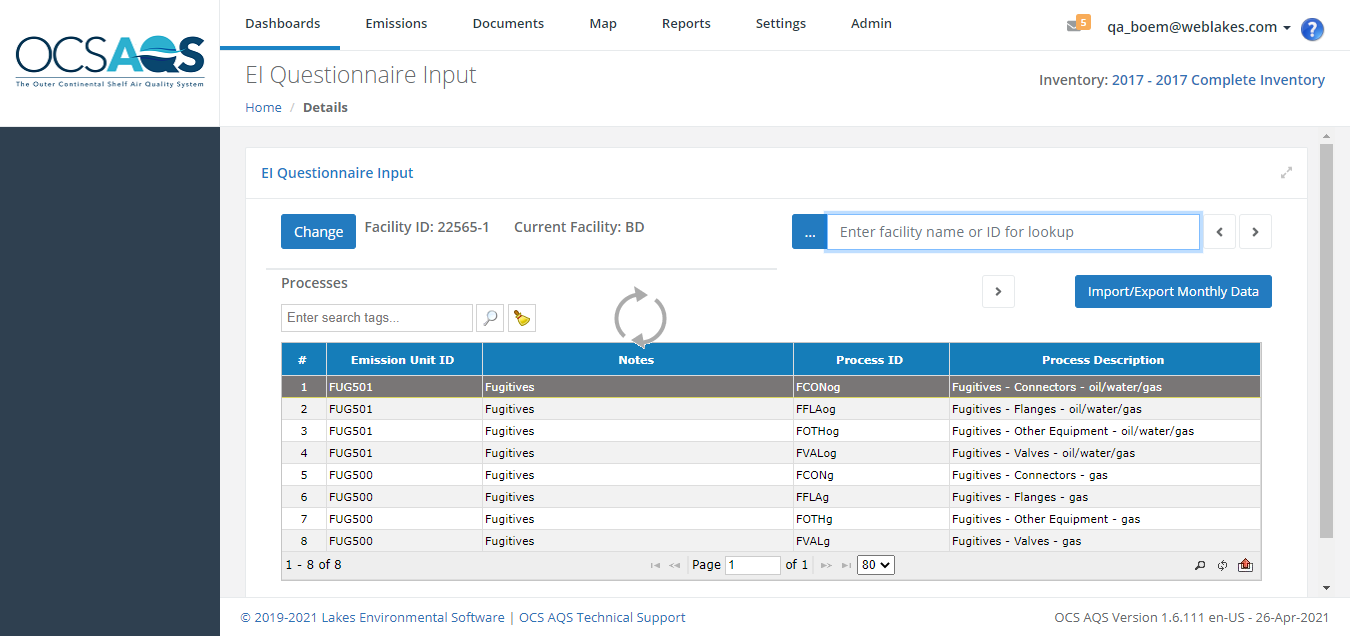 Dashboards Emissions Documents Map Reports Settings Admin 5 qa_boem@weblakes.com ?
OCSAQS
The Outer Continental Shelf Air Quality System
EI Questionnaire Input
Inventory: 2017 - 2017 Complete Inventory
Home / Details
EI Questionnaire Input
Change Facility ID: 22565-1 Current Facility: BD ... Enter facility name or ID for lookup < >
Processes
> Import/Export Monthly Data
Enter search tags...
# Emission Unit ID Notes Process ID Process Description
1 FUG501 Fugitives FCONog Fugitives - Connectors - oil/water/gas
2 FUG501 Fugitives FFLAog Fugitives - Flanges - oil/water/gas
3 FUG501 Fugitives FOTHog Fugitives - Other Equipment - oil/water/gas
4 FUG501 Fugitives FVALog Fugitives - Valves - oil/water/gas
5 FUG500 Fugitives FCONg Fugitives - Connectors - gas
6 FUG500 Fugitives FFLAg Fugitives - Flanges - gas
7 FUG500 Fugitives FOTHg Fugitives - Other Equipment - gas
8 FUG500 Fugitives FVALg Fugitives - Valves - gas
1 - 8 of 8 Page 1 of 1 80
© 2019-2021 Lakes Environmental Software | OCS AQS Technical Support OCS AQS Version 1.6.111 en-US - 26-Apr-2021